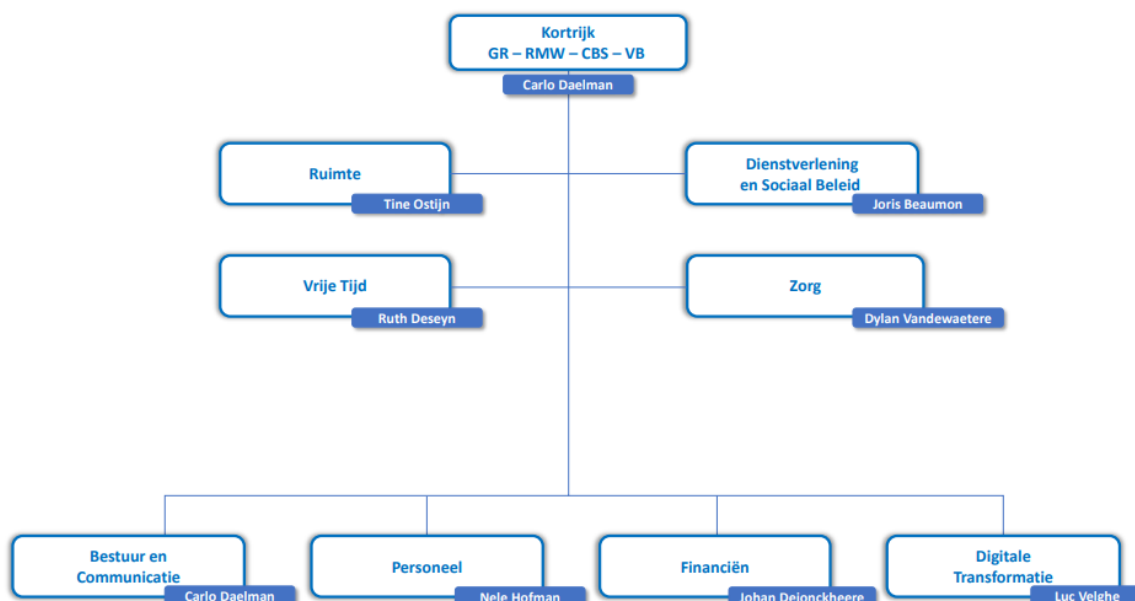 Kortrijk
GR – RMW – CBS – VB
Carlo Daelman
Ruimte
Tine Ostijn
Dienstverlening
en Sociaal Beleid
Joris Beaumon
Vrije Tijd
Ruth Deseyn
Zorg
Dylan Vandewaetere
Bestuur en
Communicatie
Carlo Daelman
Personeel
Nele Hofman
Financiën
Johan Dejonckheere
Digitale
Transformatie
Luc Velghe